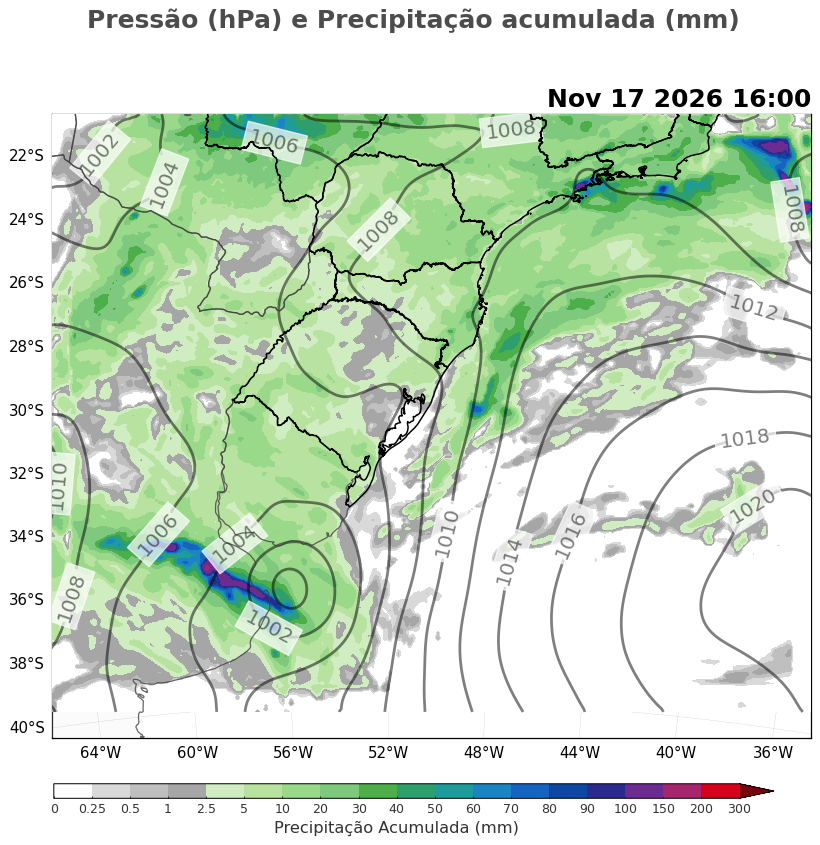 Pressão (hPa) e Precipitação acumulada (mm)
Nov 17 2026 16:00
1002
1004
1006
1008
1008
1008
1012
1018
1020
1010
1006
1004
1002
1008
1010
1014
1016
22°S
24°S
26°S
28°S
30°S
32°S
34°S
36°S
38°S
40°S
64°W 60°W 56°W 52°W 48°W 44°W 40°W 36°W
0 0.25 0.5 1 2.5 5 10 20 30 40 50 60 70 80 90 100 150 200 300
Precipitação Acumulada (mm)